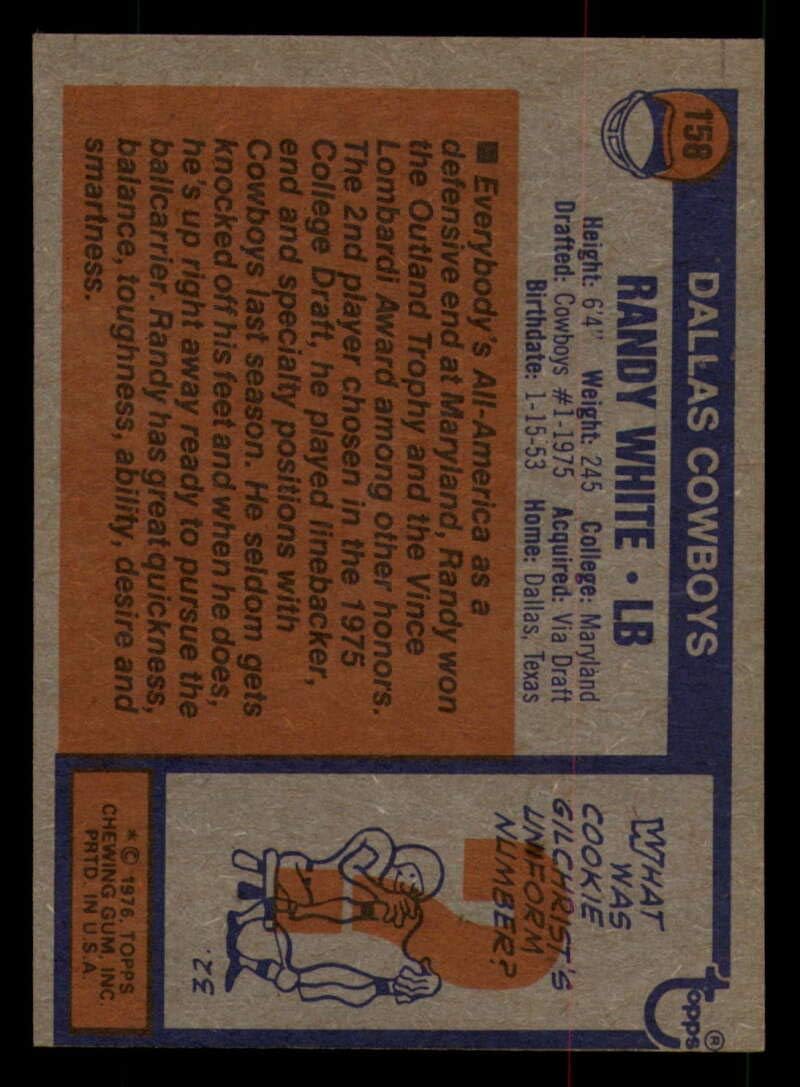 158
DALLAS COWBOYS
RANDY WHITE • LB
Height: 6'4" Weight: 245 College: Maryland
Drafted: Cowboys #1-1975 Acquired: Via Draft
Birthdate: 1-15-53 Home: Dallas, Texas
■ Everybody's All-America as a
defensive end at Maryland, Randy won
the Outland Trophy and the Vince
Lombardi Award among other honors.
The 2nd player chosen in the 1975
College Draft, he played linebacker,
end and specialty positions with
Cowboys last season. He seldom gets
knocked off his feet and when he does,
he's up right away ready to pursue the
ballcarrier. Randy has great quickness,
balance, toughness, ability, desire and
smartness.
topps®
WHAT
WAS
COOKIE
GILCHRIST'S
UNIFORM
NUMBER?
?
32.
* © 1976, TOPPS
CHEWING GUM, INC.
PRTD. IN U.S.A.